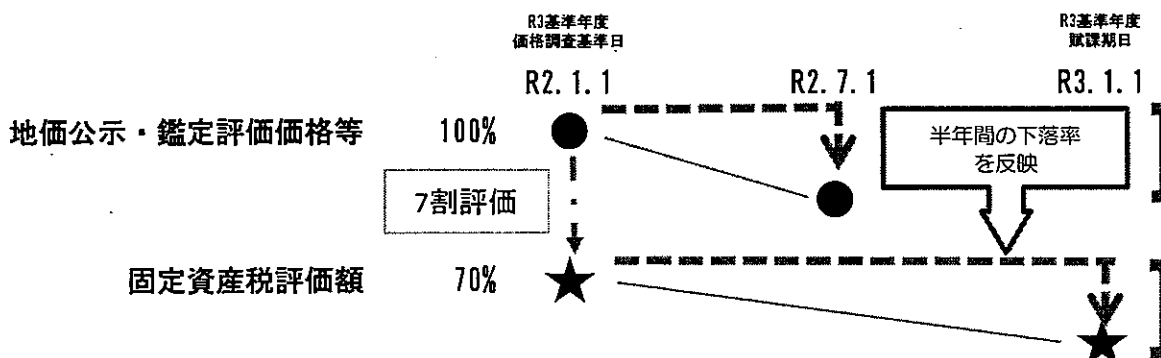 R3基準年度
価格調査基準日
R3基準年度
賦課期日
R2.1.1
R2.7.1
R3.1.1
地価公示・鑑定評価価格等
100%
半年間の下落率
を反映
7割評価
固定資産税評価額
70%